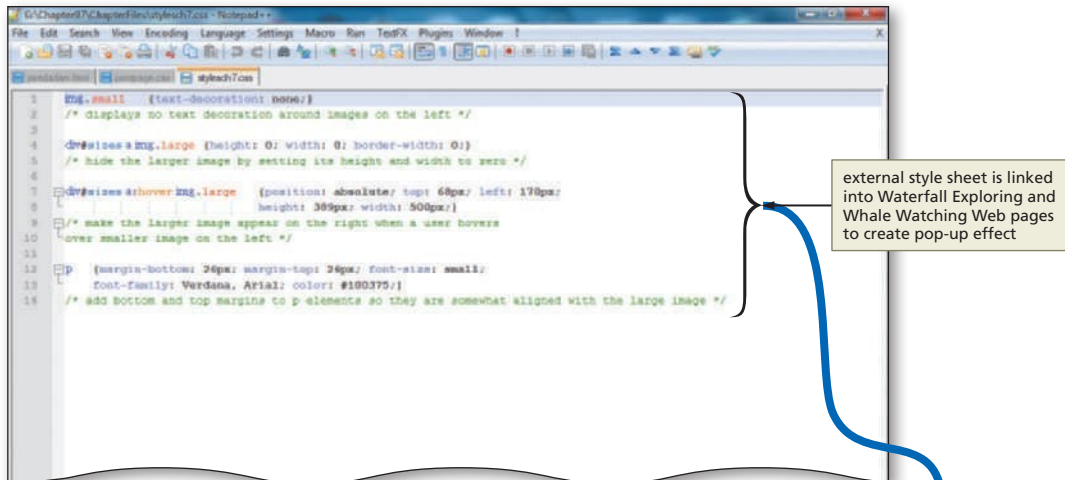 G:\Chapter07\ChapterFiles\stylesch7.css - Notepad++
File Edit Search View Encoding Language Settings Macro Run TextFX Plugins Window ?
X
stylesch7.css
1 img.small {text-decoration: none;}
2 /* displays no text decoration around images on the left */
3
4 div#sizes a img.large {height: 0; width: 0; border-width: 0;}
5 /* hide the larger image by setting its height and width to zero */
6
7 div#sizes a:hover img.large {position: absolute; top: 68px; left: 170px;
8 height: 389px; width: 500px;}
9 /* make the larger image appear on the right when a user hovers
10 over smaller image on the left */
11
12 p {margin-bottom: 26px; margin-top: 26px; font-size: small;
13 font-family: Verdana, Arial; color: #100375;}
14 /* add bottom and top margins to p elements so they are somewhat aligned with the large image */
external style sheet is linked
into Waterfall Exploring and
Whale Watching Web pages
to create pop-up effect